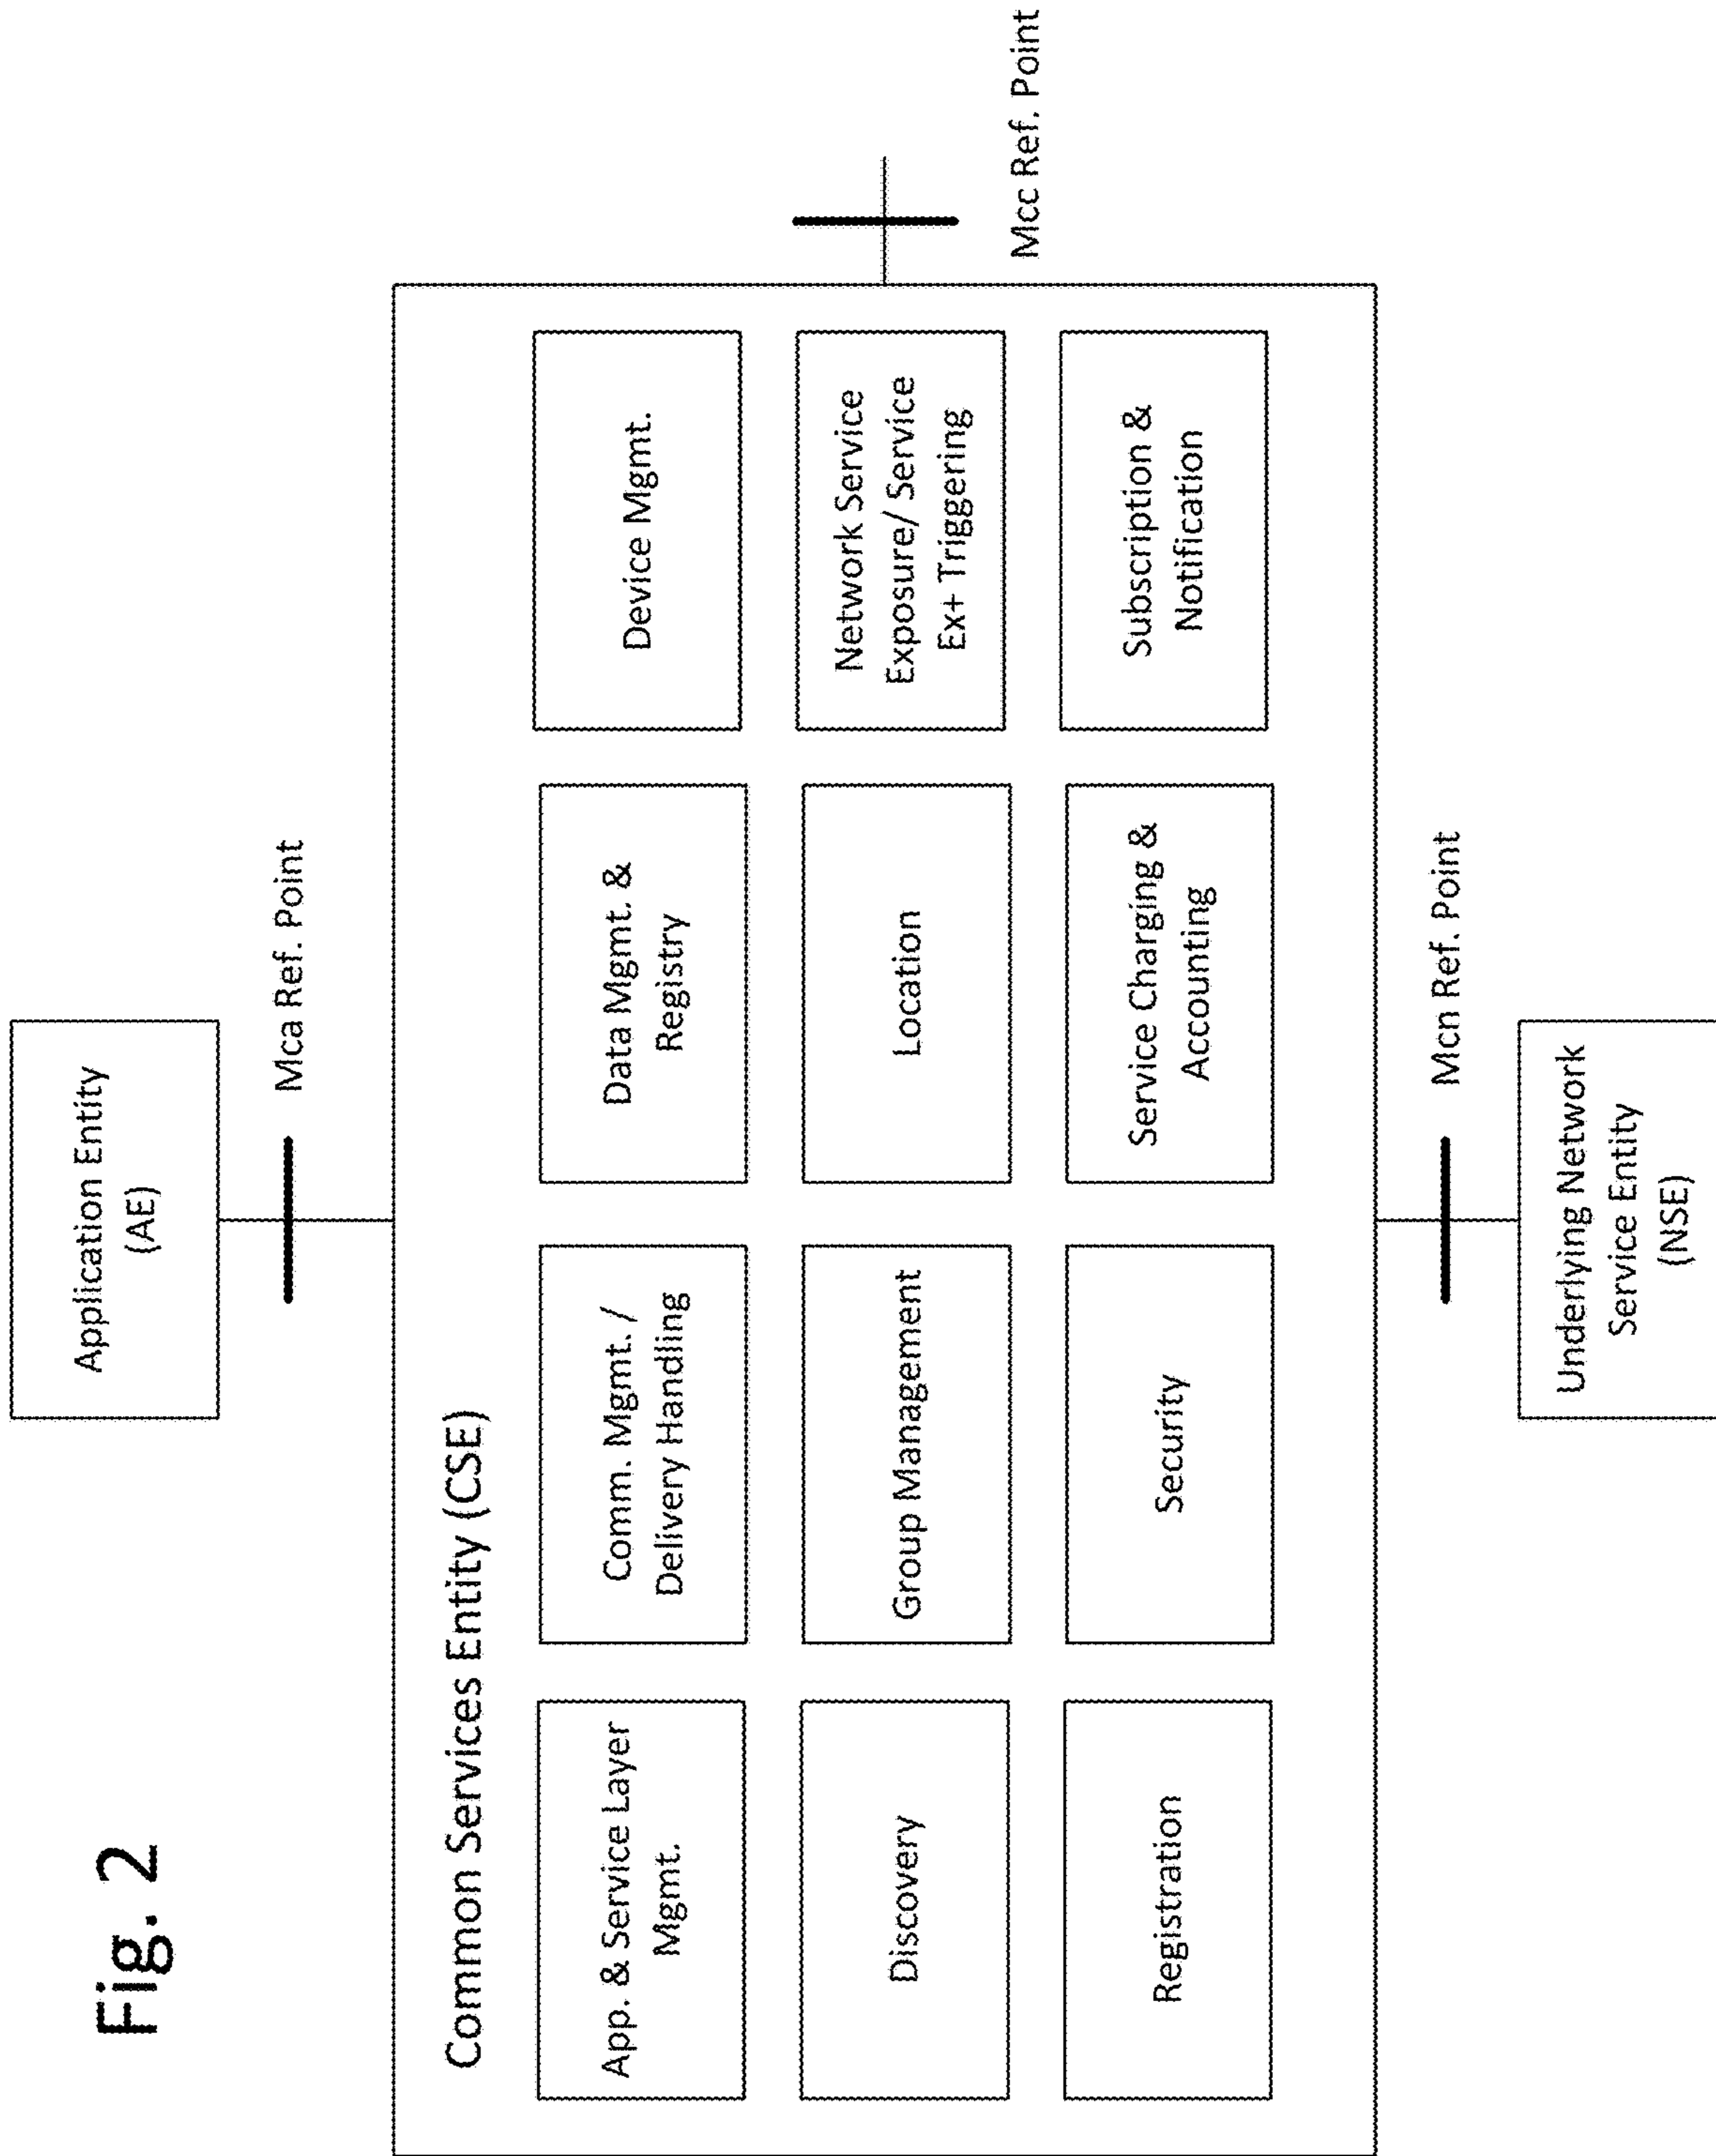 Fig. 2
Application Entity
(AE)
Mca Ref. Point
Common Services Entity (CSE)
App. & Service Layer
Mgmt.
Comm. Mgmt. /
Delivery Handling
Data Mgmt. &
Registry
Device Mgmt.
Discovery
Group Management
Location
Network Service
Exposure/ Service
Ex+ Triggering
Registration
Security
Service Charging &
Accounting
Subscription &
Notification
Mcc Ref. Point
Mcn Ref. Point
Underlying Network
Service Entity
(NSE)